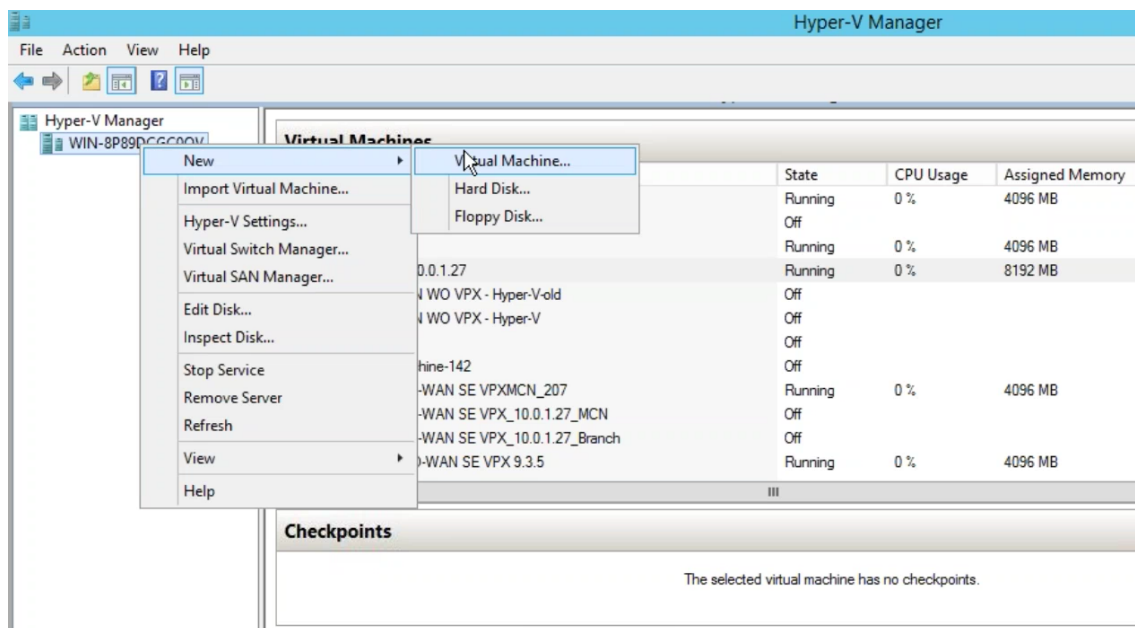 Hyper-V Manager
File Action View Help
Hyper-V Manager
WIN-8P89DCGC0QV
Virtual Machines
New
Import Virtual Machine...
Hyper-V Settings...
Virtual Switch Manager...
Virtual SAN Manager...
Edit Disk...
Inspect Disk...
Stop Service
Remove Server
Refresh
View
Help
Virtual Machine...
Hard Disk...
Floppy Disk...
State CPU Usage Assigned Memory
Running 0 % 4096 MB
Off
Running 0 % 4096 MB
0.0.1.27 Running 0 % 8192 MB
N WO VPX - Hyper-V-old Off
N WO VPX - Hyper-V Off
Off
hine-142 Off
-WAN SE VPXMCN_207 Running 0 % 4096 MB
-WAN SE VPX_10.0.1.27_MCN Off
-WAN SE VPX_10.0.1.27_Branch Off
-WAN SE VPX 9.3.5 Running 0 % 4096 MB
Checkpoints
The selected virtual machine has no checkpoints.